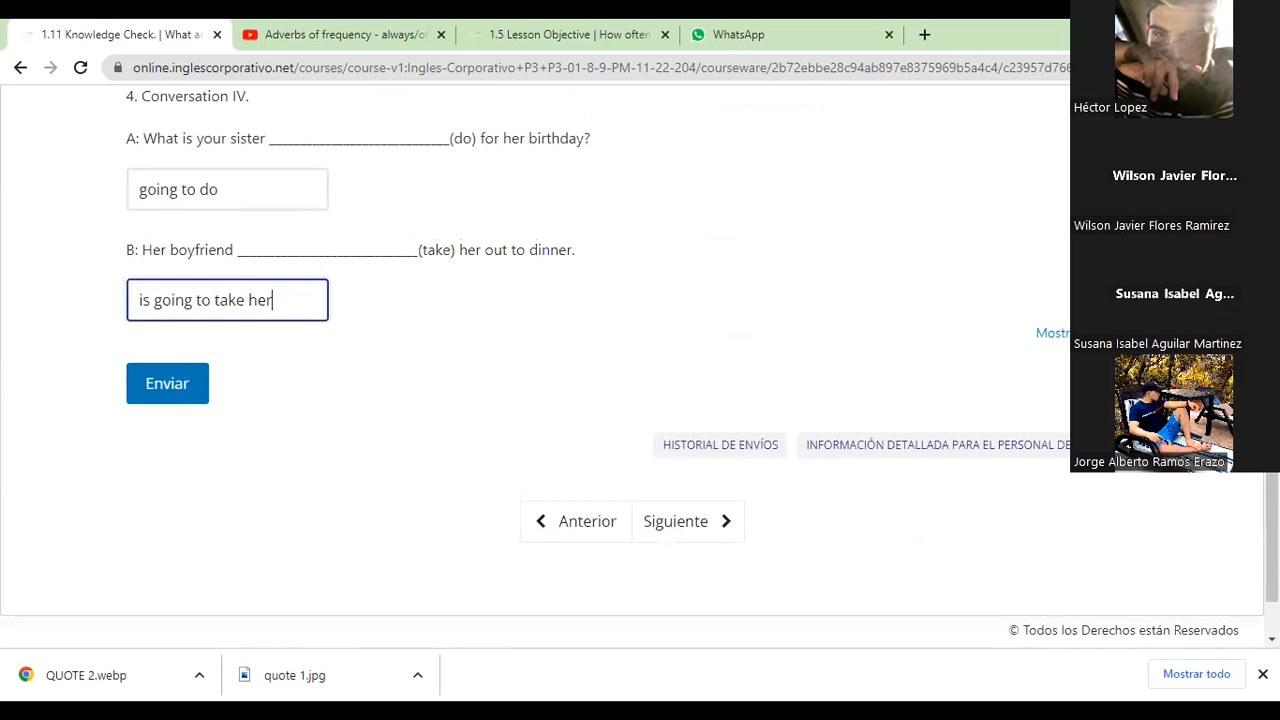 1.11 Knowledge Check. | What ar
Adverbs of frequency - always/of
1.5 Lesson Objective | How often
WhatsApp
online.inglescorporativo.net/courses/course-v1:Ingles-Corporativo+P3+P3-01-8-9-PM-11-22-204/courseware/2b72ebbe28c94ab897e8375969b5a4c4/c23957d766
4. Conversation IV.
A: What is your sister ___________________________(do) for her birthday?
going to do
B: Her boyfriend ___________________________(take) her out to dinner.
is going to take her
Mostr
Enviar
HISTORIAL DE ENVÍOS
INFORMACIÓN DETALLADA PARA EL PERSONAL DE
Anterior
Siguiente
© Todos los Derechos están Reservados
QUOTE 2.webp
quote 1.jpg
Mostrar todo
Héctor Lopez
Wilson Javier Flor...
Wilson Javier Flores Ramirez
Susana Isabel Ag...
Susana Isabel Aguilar Martinez
Jorge Alberto Ramos Erazo